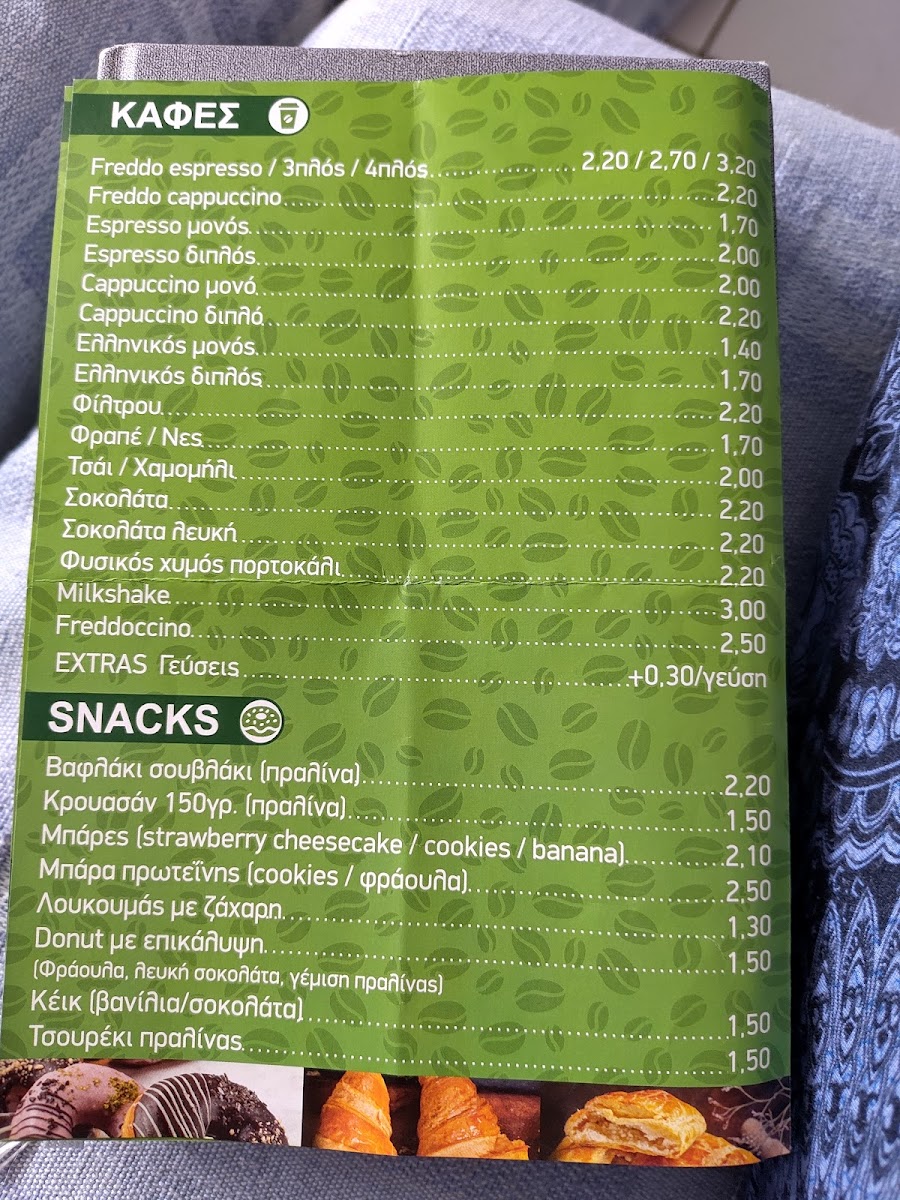 ΚΑΦΕΣ
Freddo espresso / 3πλός / 4πλός 2,20 / 2,70 / 3,20
Freddo cappuccino 2,20
Espresso μονός 1,70
Espresso διπλός 2,00
Cappuccino μονό 2,00
Cappuccino διπλό 2,20
Ελληνικός μονός 1,40
Ελληνικός διπλός 1,70
Φίλτρου 2,20
Φραπέ / Νες 1,70
Τσάι / Χαμομήλι 2,00
Σοκολάτα 2,20
Σοκολάτα λευκή 2,20
Φυσικός χυμός πορτοκάλι 2,20
Milkshake 3,00
Freddoccino 2,50
EXTRAS Γεύσεις +0,30/γεύση
SNACKS
Βαφλάκι σουβλάκι (πραλίνα) 2,20
Κρουασάν 150γρ. (πραλίνα) 1,50
Μπάρες (strawberry cheesecake / cookies / banana) 2,10
Μπάρα πρωτεΐνης (cookies / φράουλα) 2,50
Λουκουμάς με ζάχαρη 1,30
Donut με επικάλυψη 1,50
(Φράουλα, λευκή σοκολάτα, γέμιση πραλίνας)
Κέικ (βανίλια/σοκολάτα) 1,50
Τσουρέκι πραλίνας 1,50